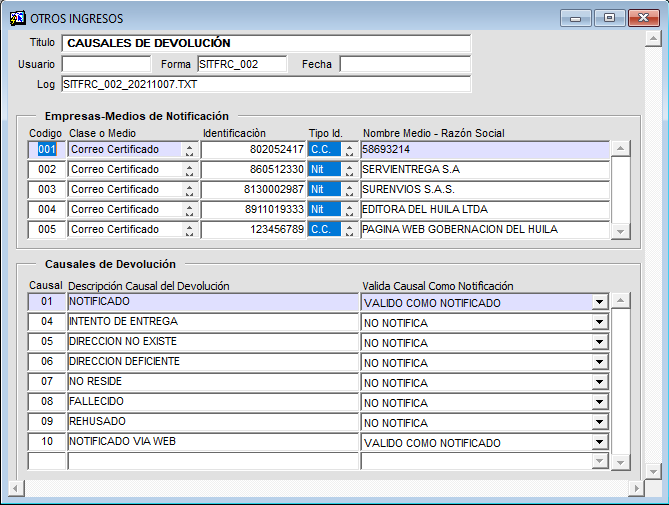 OTROS INGRESOS
Titulo CAUSALES DE DEVOLUCIÓN
Usuario Forma SITFRC_002 Fecha
Log SITFRC_002_20211007.TXT
Empresas-Medios de Notificación
Codigo Clase o Medio Identificaciòn Tipo Id. Nombre Medio - Razón Social
001 Correo Certificado 802052417 C.C. 58693214
002 Correo Certificado 860512330 Nit SERVIENTREGA S.A
003 Correo Certificado 8130002987 Nit SURENVIOS S.A.S.
004 Correo Certificado 8911019333 Nit EDITORA DEL HUILA LTDA
005 Correo Certificado 123456789 C.C. PAGINA WEB GOBERNACION DEL HUILA
Causales de Devolución
Causal Descripción Causal del Devolución Valida Causal Como Notificación
01 NOTIFICADO VALIDO COMO NOTIFICADO
04 INTENTO DE ENTREGA NO NOTIFICA
05 DIRECCION NO EXISTE NO NOTIFICA
06 DIRECCION DEFICIENTE NO NOTIFICA
07 NO RESIDE NO NOTIFICA
08 FALLECIDO NO NOTIFICA
09 REHUSADO NO NOTIFICA
10 NOTIFICADO VIA WEB VALIDO COMO NOTIFICADO